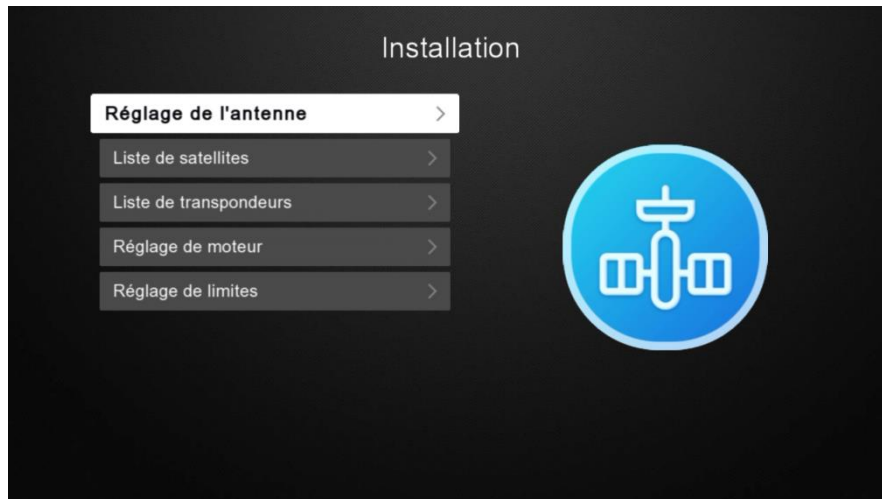 Installation
Réglage de l'antenne
Liste de satellites
Liste de transpondeurs
Réglage de moteur
Réglage de limites